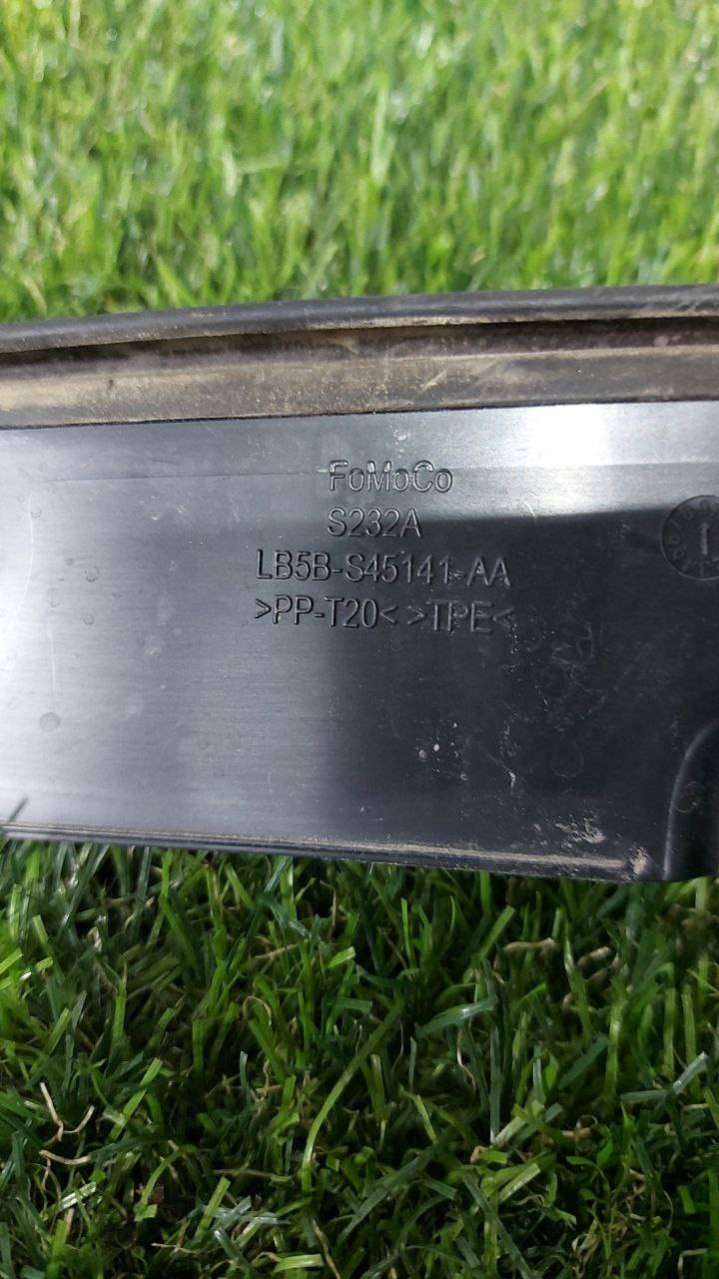 FoMoCo
S232A
LB5B-S45141-AA
>PP-T20< >TPE<